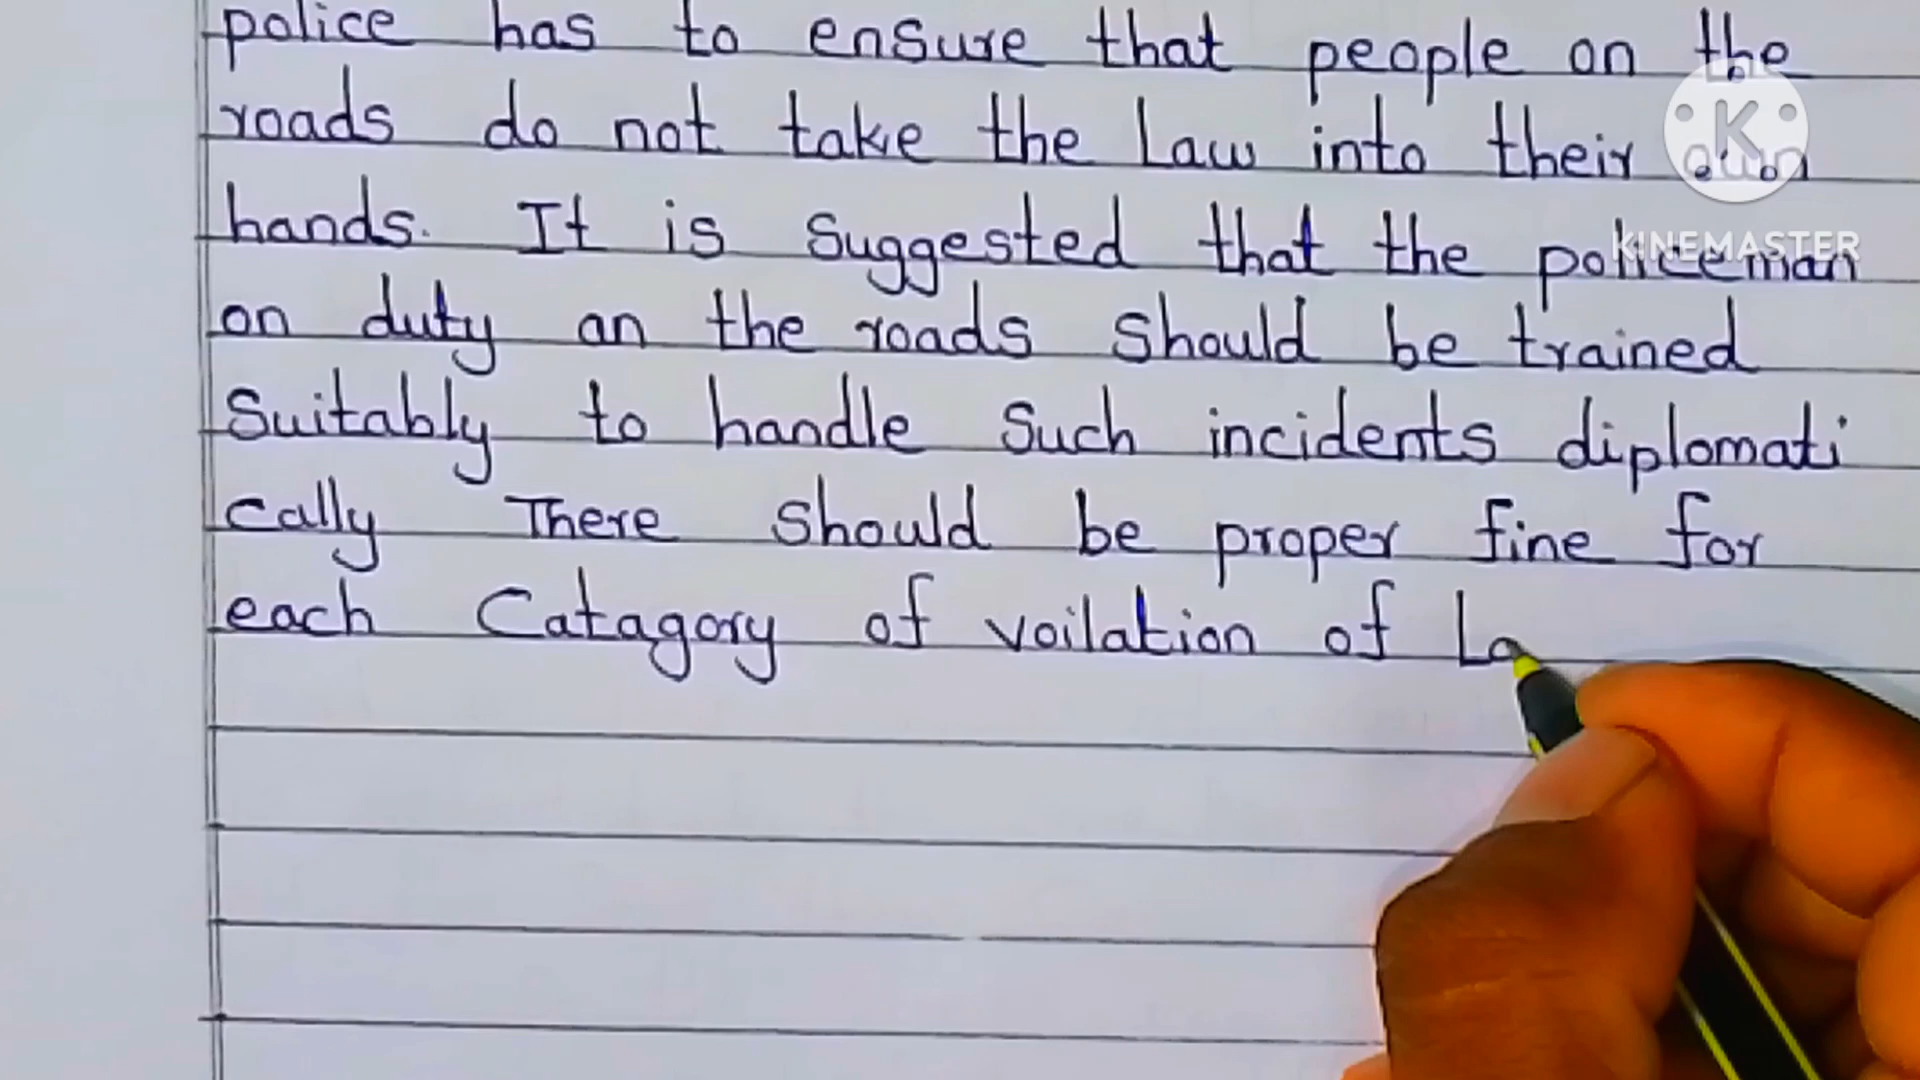 police has to ensure that people on the
roads do not take the Law into their own
hands. It is suggested that the policeman
on duty an the roads should be trained
Suitably to handle Such incidents diplomati
cally There should be proper fine for
each Catagory of voilation of La
K
KINEMASTER